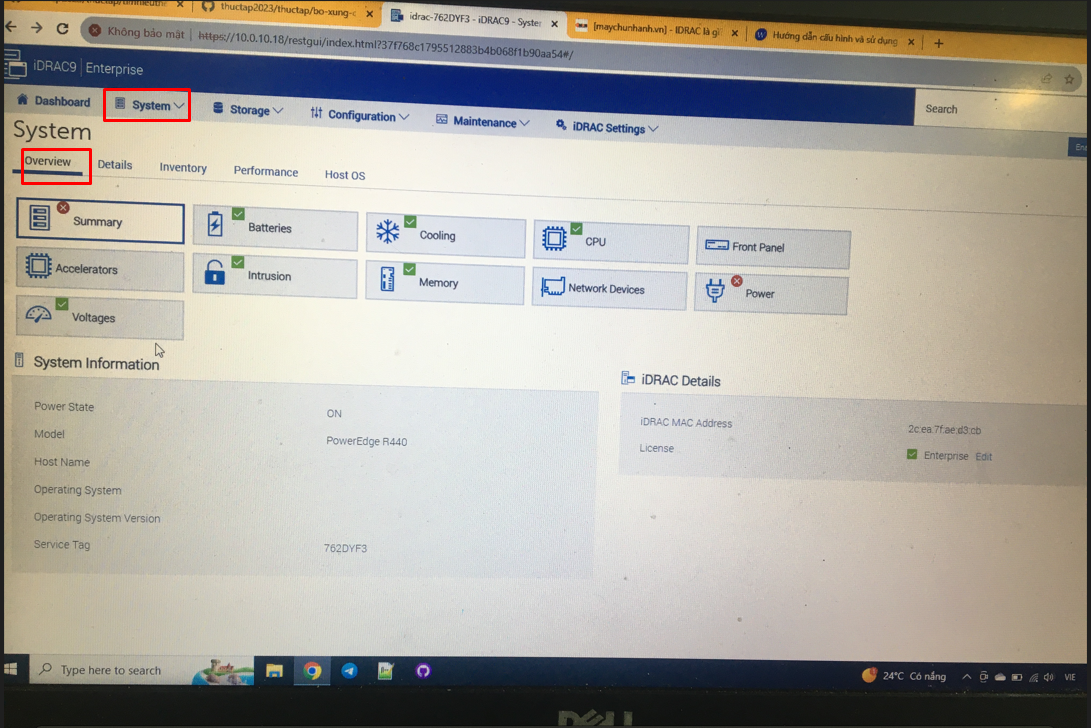 thuctap2023/thuctap/bo-xung-c
idrac-762DYF3 - iDRAC9 - Syster
[maychunhanh.vn] - IDRAC là gì
Hướng dẫn cấu hình và sử dụng
Không bảo mật
https://10.0.10.18/restgui/index.html?37f768c1795512883b4b068f1b90aa54#/
iDRAC9 | Enterprise
Dashboard
System
Storage
Configuration
Maintenance
iDRAC Settings
Search
System
Overview
Details
Inventory
Performance
Host OS
Summary
Batteries
Cooling
CPU
Front Panel
Accelerators
Intrusion
Memory
Network Devices
Power
Voltages
System Information
Power State ON
Model PowerEdge R440
Host Name
Operating System
Operating System Version
Service Tag 762DYF3
iDRAC Details
iDRAC MAC Address 2c:ea:7f:ae:d3:cb
License Enterprise Edit
Type here to search
24°C Có nắng
VIE
DELL